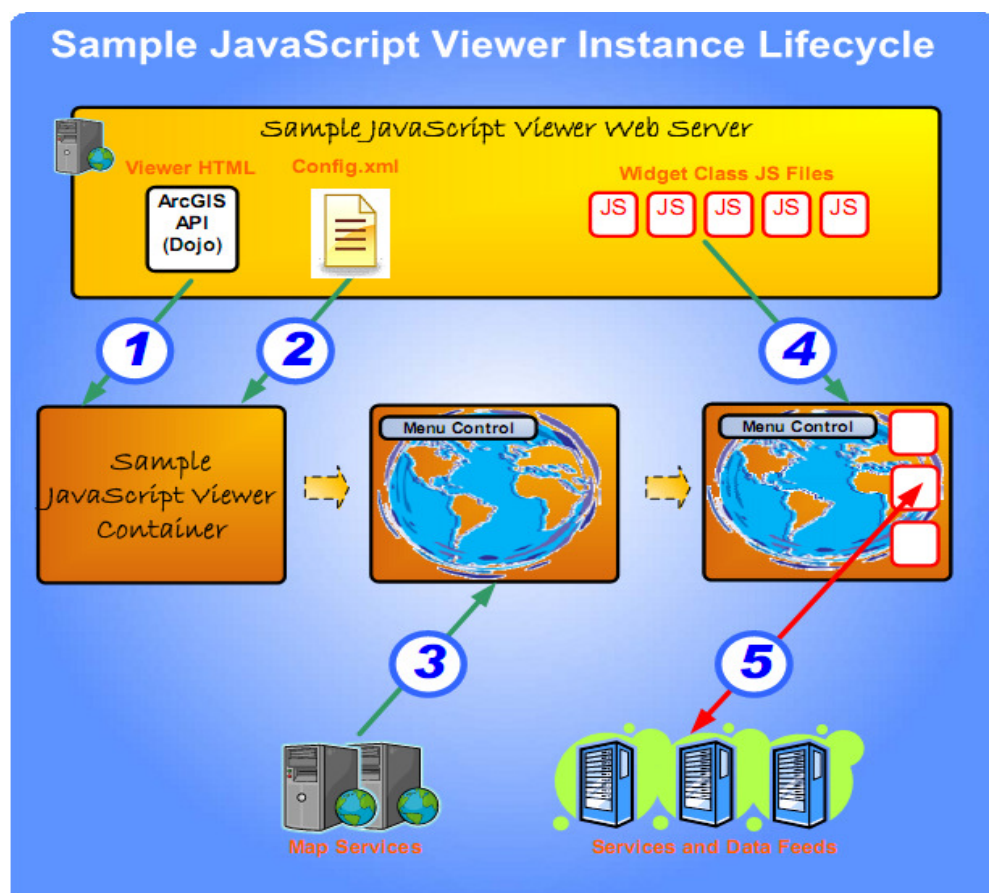 Sample JavaScript Viewer Instance Lifecycle
Sample JavaScript Viewer Web Server
Viewer HTML
Config.xml
Widget Class JS Files
ArcGIS
API
(Dojo)
JS
JS
JS
JS
JS
1
2
4
Sample
JavaScript Viewer
Container
Menu Control
Menu Control
3
5
Map Services
Services and Data Feeds